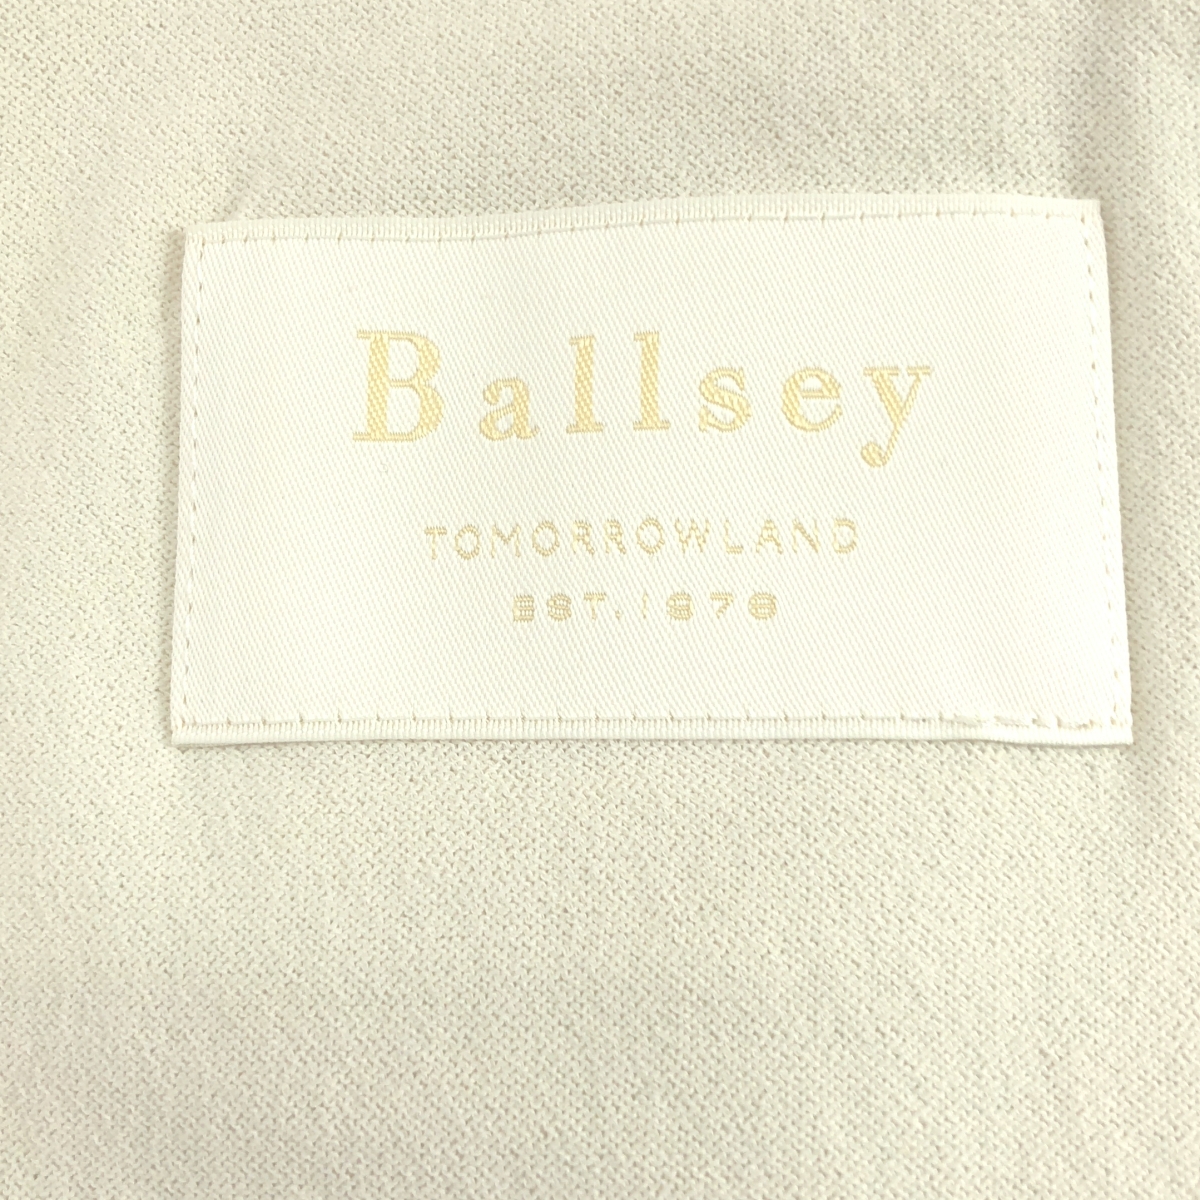 Ballsey
TOMORROWLAND
EST. 1978